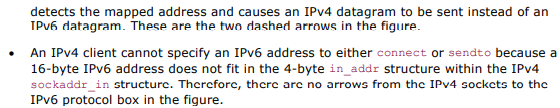 detects the mapped address and causes an IPv4 datagram to be sent instead of an
IPv6 datagram. These are the two dashed arrows in the figure.
• An IPv4 client cannot specify an IPv6 address to either connect or sendto because a
16-byte IPv6 address does not fit in the 4-byte in_addr structure within the IPv4
sockaddr_in structure. Therefore, there are no arrows from the IPv4 sockets to the
IPv6 protocol box in the figure.